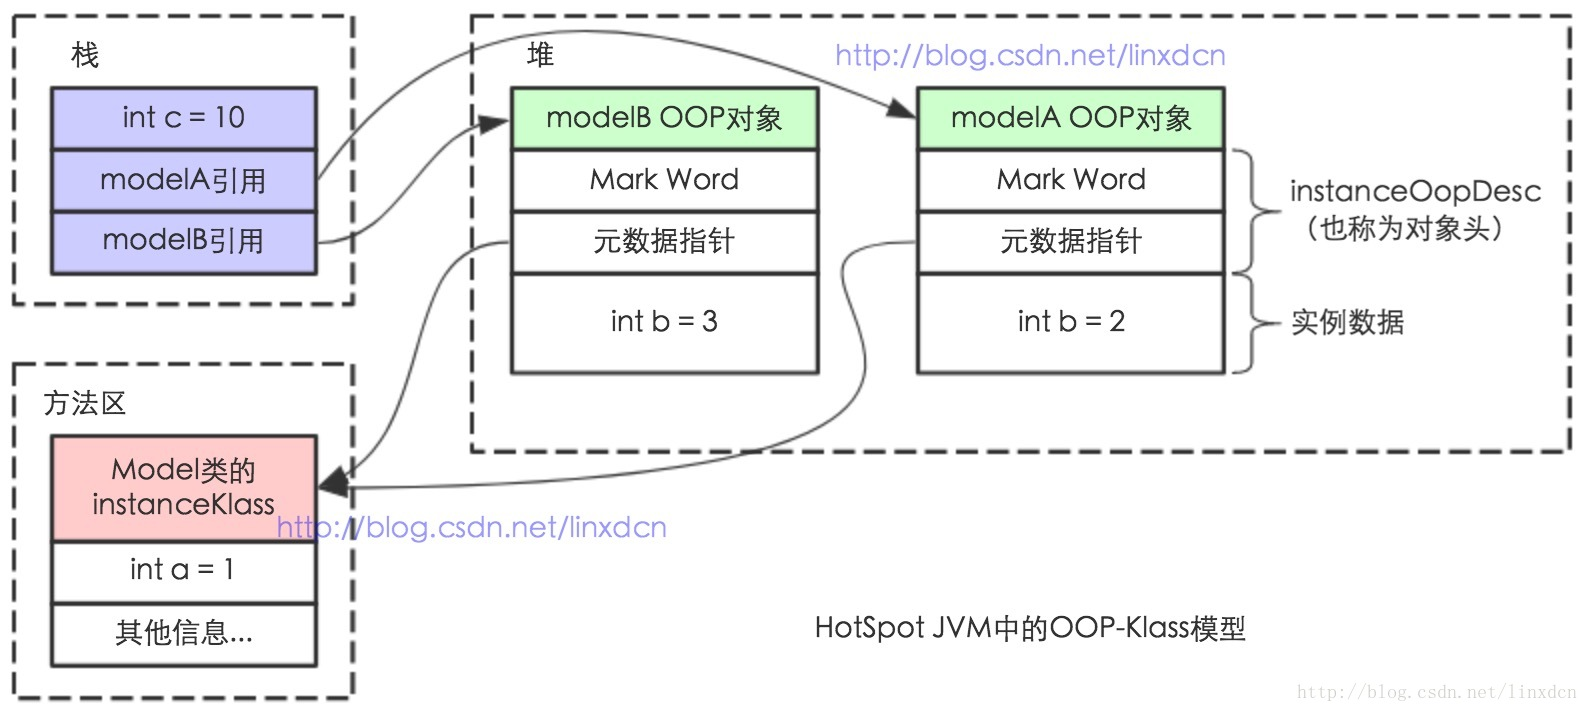 栈
int c = 10
modelA引用
modelB引用
堆
http://blog.csdn.net/linxdcn
modelB OOP对象
Mark Word
元数据指针
int b = 3
modelA OOP对象
Mark Word
元数据指针
int b = 2
instanceOopDesc
（也称为对象头）
实例数据
方法区
Model类的
instanceKlass
http://blog.csdn.net/linxdcn
int a = 1
其他信息...
HotSpot JVM中的OOP-Klass模型
http://blog.csdn.net/linxdcn